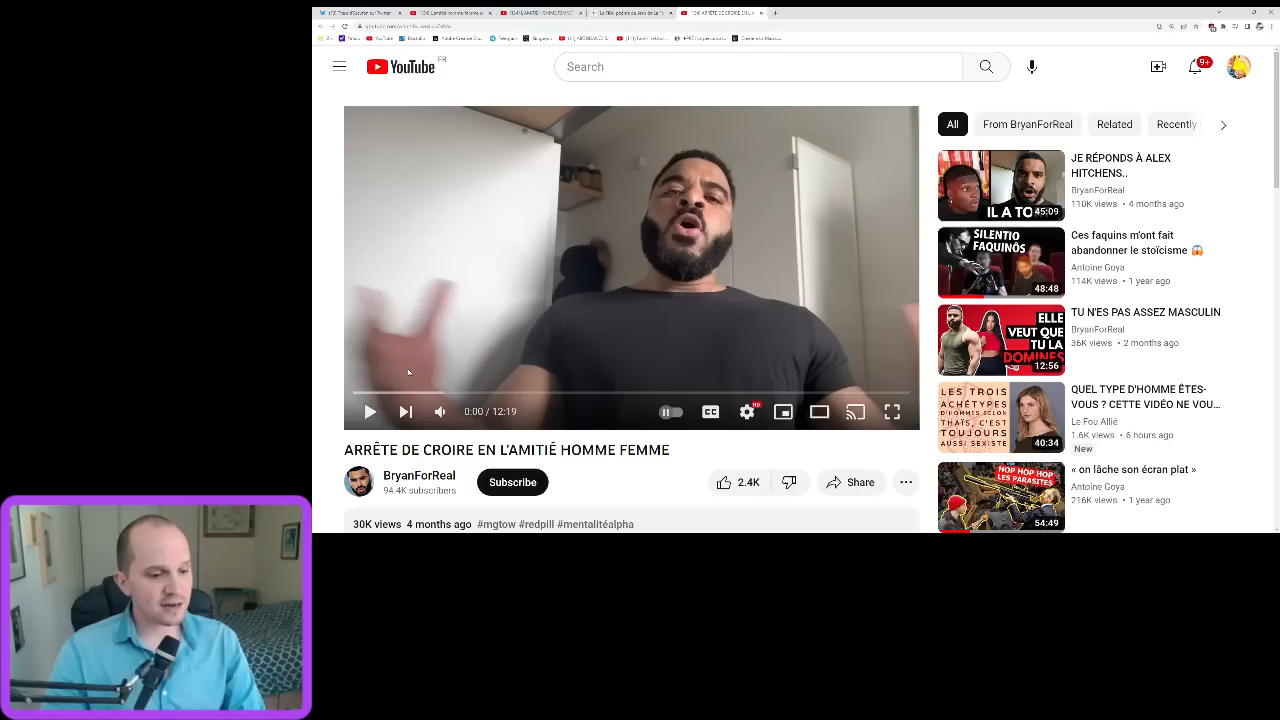 YouTube FR
Search
9+
All
From BryanForReal
Related
Recently
0:00 / 12:19
CC
HD
ARRÊTE DE CROIRE EN L'AMITIÉ HOMME FEMME
BryanForReal
94.4K subscribers
Subscribe
2.4K
Share
30K views 4 months ago #mgtow #redpill #mentalitéalpha
IL A TO
45:09
JE RÉPONDS À ALEX
HITCHENS..
BryanForReal
110K views • 4 months ago
SILENTIO
FAQUINÔS
48:48
Ces faquins m'ont fait
abandonner le stoïcisme 😱
Antoine Goya
114K views • 1 year ago
ELLE
VEUT QUE
TU LA
DOMINES
12:56
TU N'ES PAS ASSEZ MASCULIN
BryanForReal
36K views • 2 months ago
LES TROIS
ACHÉTYPES
D'HOMMES SELON
THAÏS, C'EST
TOUJOURS
AUSSI SEXISTE
40:34
QUEL TYPE D'HOMME ÊTES-
VOUS ? CETTE VIDÉO NE VOU...
Le Fou Allié
1.6K views • 6 hours ago
New
HOP HOP HOP
LES PARASITES
54:49
« on lâche son écran plat »
Antoine Goya
216K views • 1 year ago